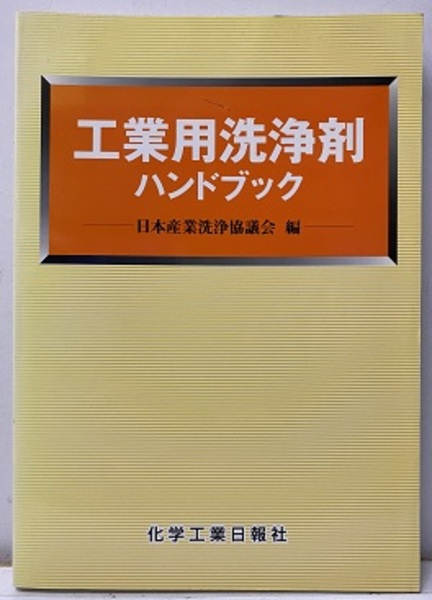 工業用洗浄剤
ハンドブック
日本産業洗浄協議会 編
化学工業日報社